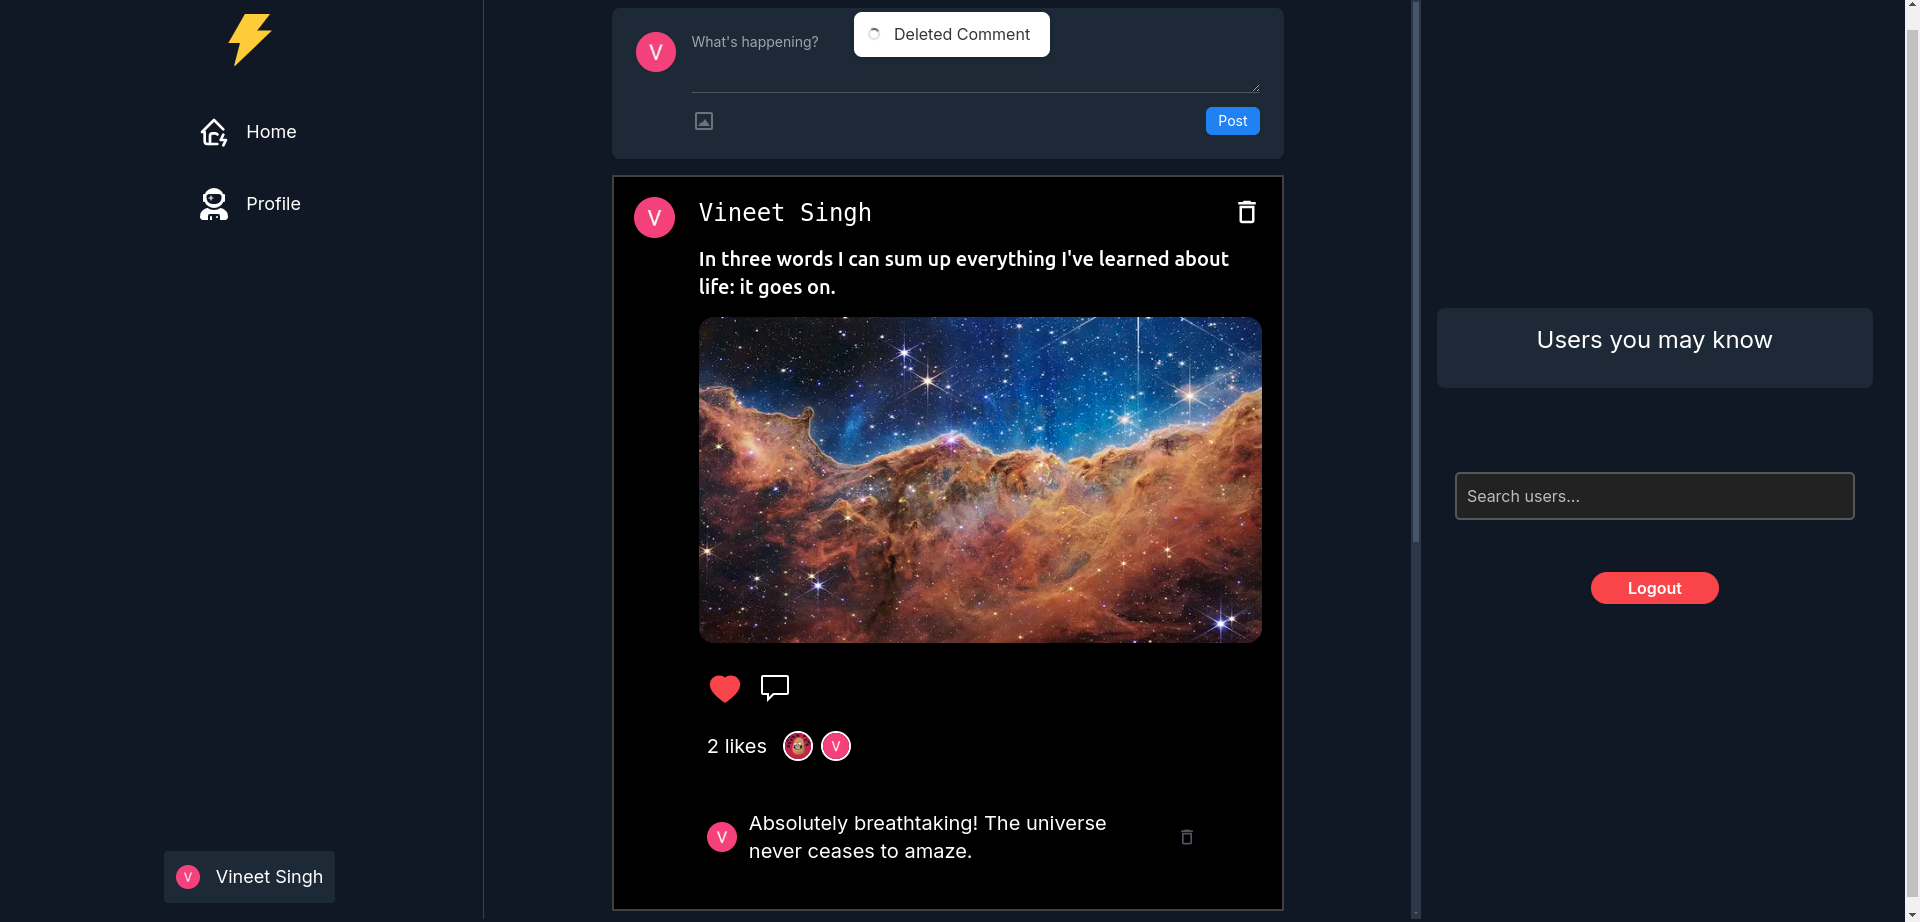 Home
Profile
Vineet Singh
V
V
What's happening?
Deleted Comment
Post
V
Vineet Singh
In three words I can sum up everything I've learned about
life: it goes on.
2 likes
V
V
Absolutely breathtaking! The universe
never ceases to amaze.
Users you may know
Search users...
Logout